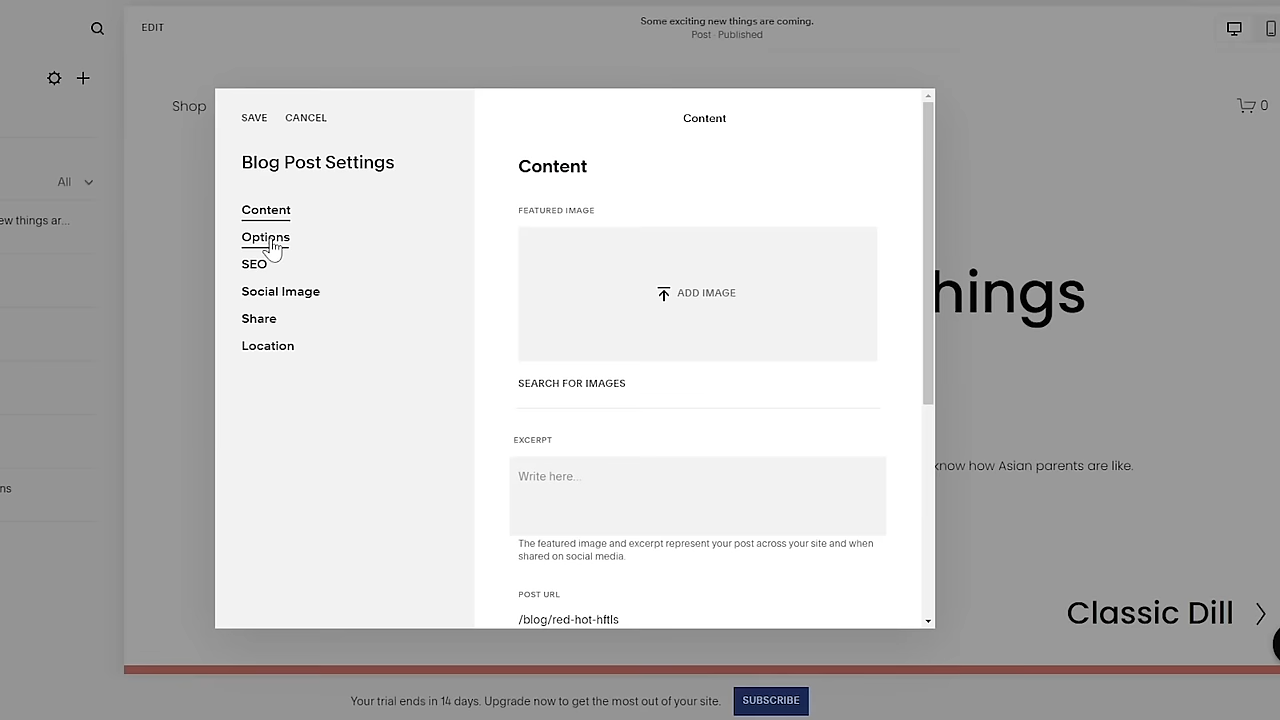 EDIT
Some exciting new things are coming.
Post · Published
Shop
0
SAVE CANCEL
Content
Blog Post Settings
Content
Content
FEATURED IMAGE
Options
SEO
Social Image
Share
Location
ADD IMAGE
SEARCH FOR IMAGES
EXCERPT
Write here...
The featured image and excerpt represent your post across your site and when
shared on social media.
POST URL
/blog/red-hot-hftls
All
ew things ar...
ns
hings
know how Asian parents are like.
Classic Dill
Your trial ends in 14 days. Upgrade now to get the most out of your site.
SUBSCRIBE